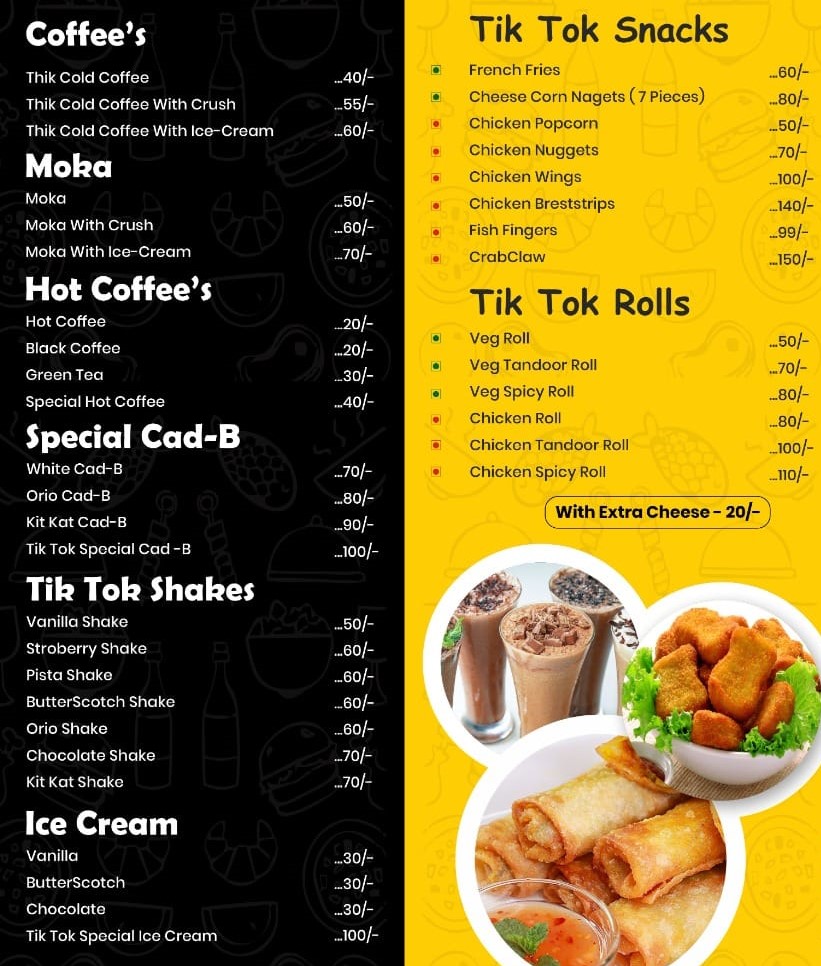 Coffee's
Thik Cold Coffee ...40/-
Thik Cold Coffee With Crush ...55/-
Thik Cold Coffee With Ice-Cream ...60/-
Moka
Moka ...50/-
Moka With Crush ...60/-
Moka With Ice-Cream ...70/-
Hot Coffee's
Hot Coffee ...20/-
Black Coffee ...20/-
Green Tea ...30/-
Special Hot Coffee ...40/-
Special Cad-B
White Cad-B ...70/-
Orio Cad-B ...80/-
Kit Kat Cad-B ...90/-
Tik Tok Special Cad -B ...100/-
Tik Tok Shakes
Vanilla Shake ...50/-
Stroberry Shake ...60/-
Pista Shake ...60/-
ButterScotch Shake ...60/-
Orio Shake ...60/-
Chocolate Shake ...70/-
Kit Kat Shake ...70/-
Ice Cream
Vanilla ...30/-
ButterScotch ...30/-
Chocolate ...30/-
Tik Tok Special Ice Cream ...100/-
Tik Tok Snacks
French Fries ...60/-
Cheese Corn Nagets ( 7 Pieces) ...80/-
Chicken Popcorn ...50/-
Chicken Nuggets ...70/-
Chicken Wings ...100/-
Chicken Breststrips ...140/-
Fish Fingers ...99/-
CrabClaw ...150/-
Tik Tok Rolls
Veg Roll ...50/-
Veg Tandoor Roll ...70/-
Veg Spicy Roll ...80/-
Chicken Roll ...80/-
Chicken Tandoor Roll ...100/-
Chicken Spicy Roll ...110/-
With Extra Cheese - 20/-